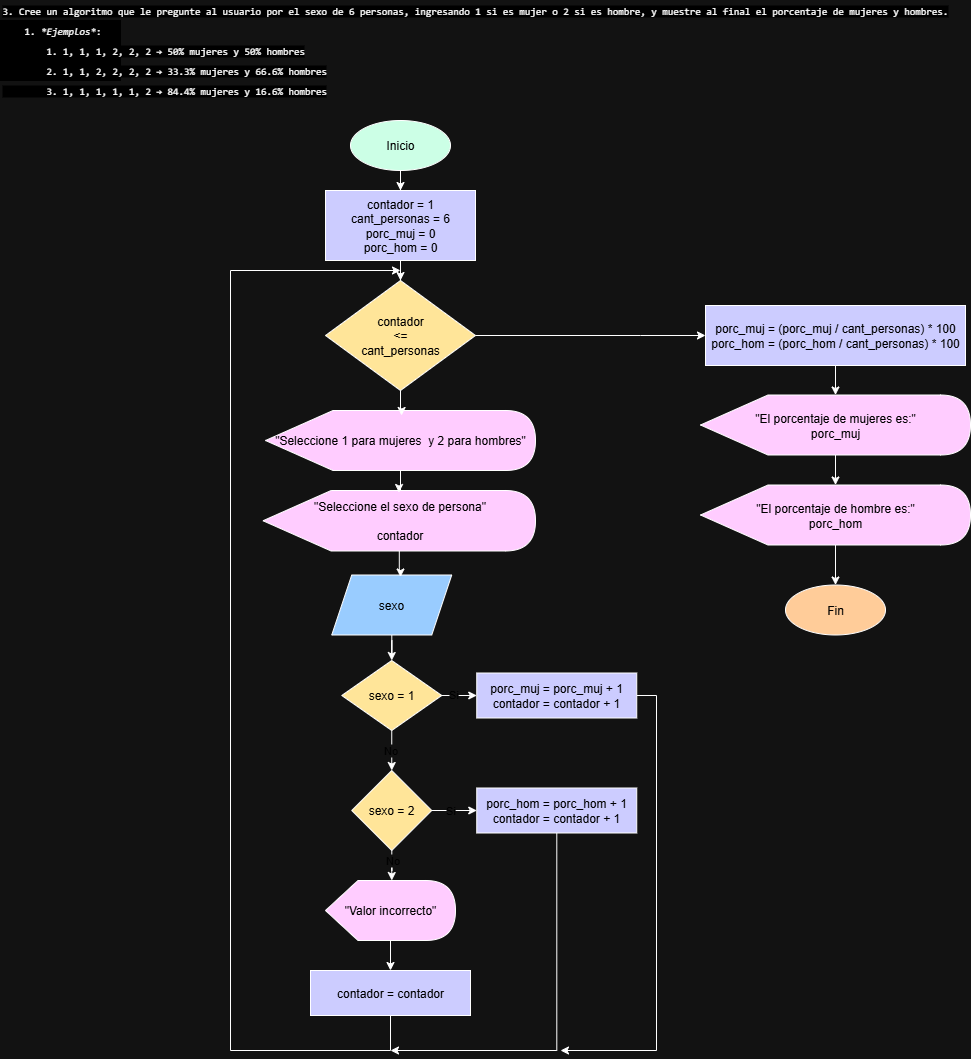 3. Cree un algoritmo que le pregunte al usuario por el sexo de 6 personas, ingresando 1 si es mujer o 2 si es hombre, y muestre al final el porcentaje de mujeres y hombres.
1. *Ejemplos*:
1. 1, 1, 1, 2, 2, 2 → 50% mujeres y 50% hombres
2. 1, 1, 2, 2, 2, 2 → 33.3% mujeres y 66.6% hombres
3. 1, 1, 1, 1, 1, 2 → 84.4% mujeres y 16.6% hombres
Inicio
contador = 1
cant_personas = 6
porc_muj = 0
porc_hom = 0
contador
<=
cant_personas
"Seleccione 1 para mujeres  y 2 para hombres"
"Seleccione el sexo de persona"
contador
sexo
sexo = 1
porc_muj = porc_muj + 1
contador = contador + 1
No
sexo = 2
porc_hom = porc_hom + 1
contador = contador + 1
No
"Valor incorrecto"
contador = contador
porc_muj = (porc_muj / cant_personas) * 100
porc_hom = (porc_hom / cant_personas) * 100
"El porcentaje de mujeres es:"
porc_muj
"El porcentaje de hombre es:"
porc_hom
Fin